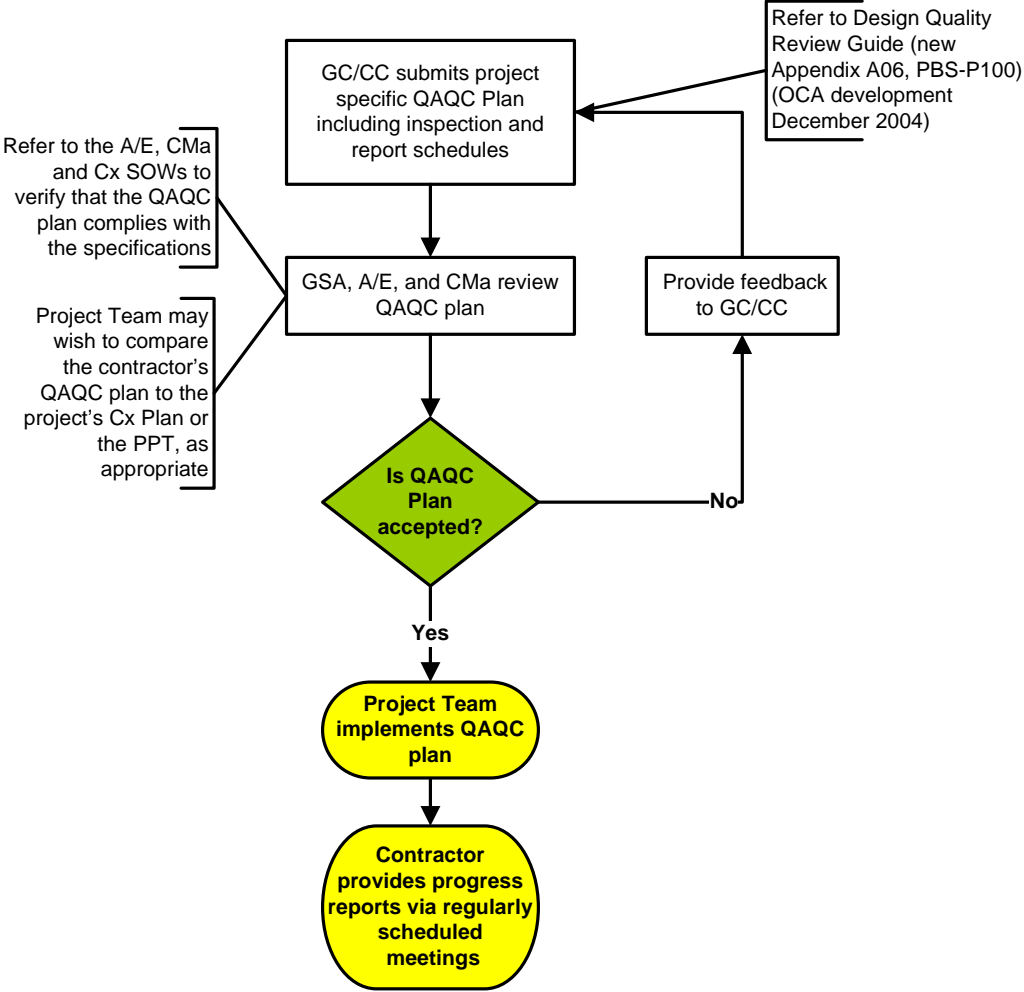 Refer to Design Quality
Review Guide (new
Appendix A06, PBS-P100)
(OCA development
December 2004)
GC/CC submits project
specific QAQC Plan
including inspection and
report schedules
Refer to the A/E, CMa
and Cx SOWs to
verify that the QAQC
plan complies with
the specifications
GSA, A/E, and CMa review
QAQC plan
Provide feedback
to GC/CC
Project Team may
wish to compare
the contractor's
QAQC plan to the
project's Cx Plan or
the PPT, as
appropriate
Is QAQC
Plan
accepted?
No
Yes
Project Team
implements QAQC
plan
Contractor
provides progress
reports via regularly
scheduled
meetings